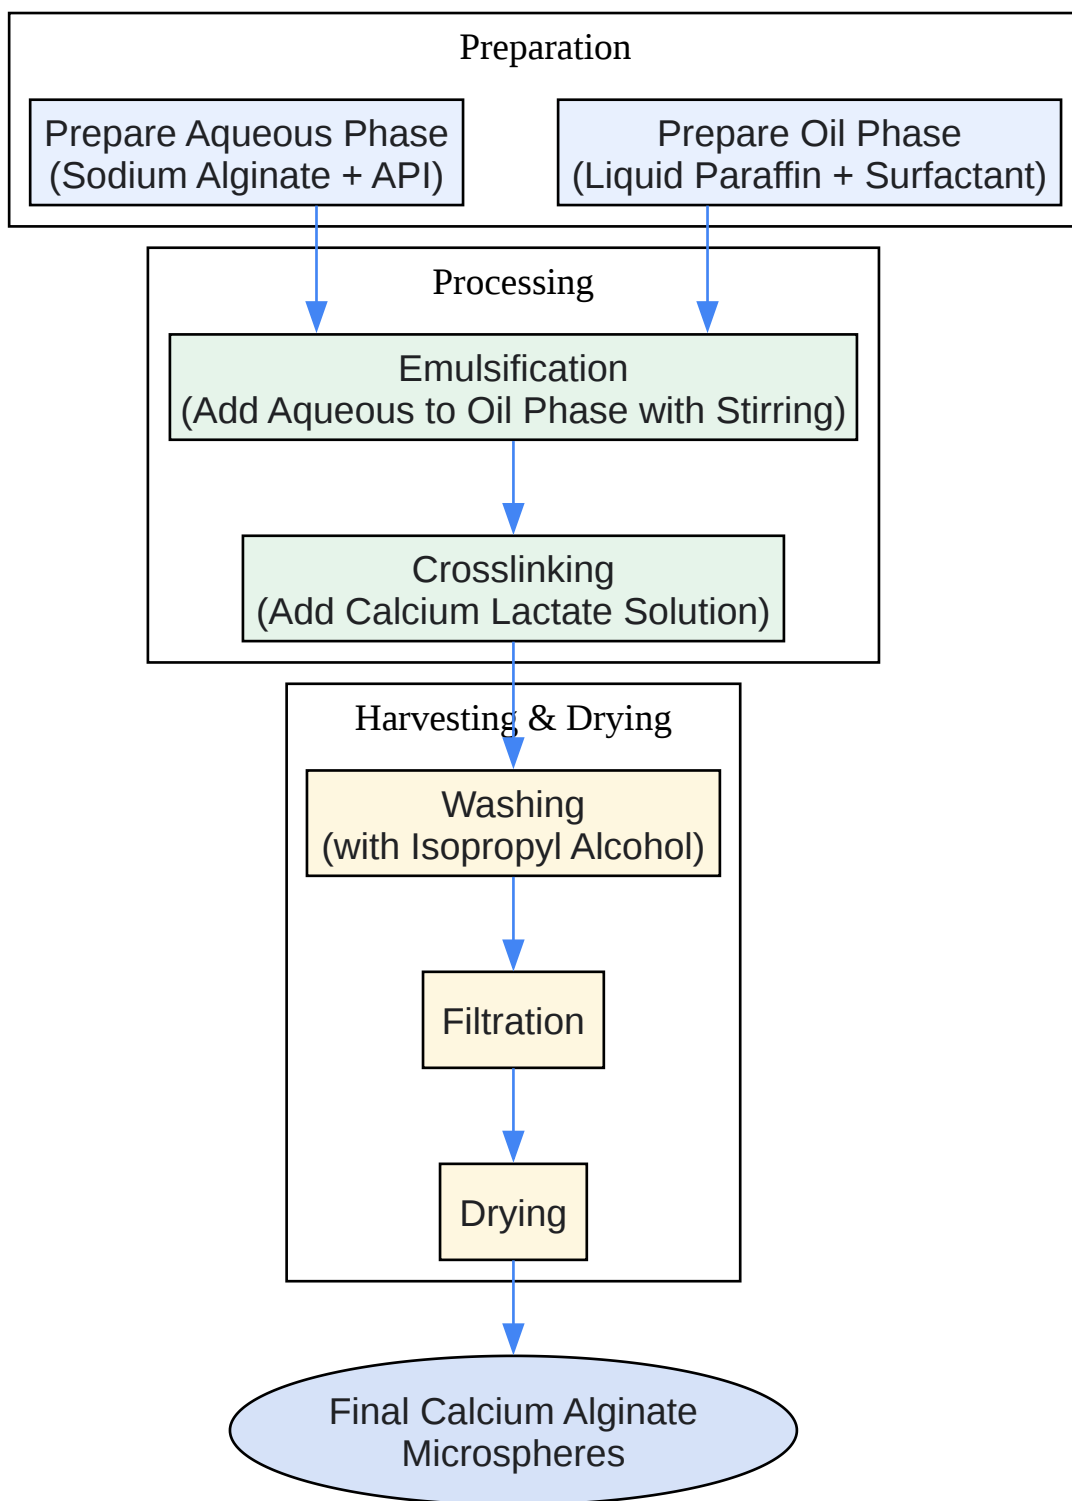 Preparation
Prepare Aqueous Phase
(Sodium Alginate + API)
Prepare Oil Phase
(Liquid Paraffin + Surfactant)
Processing
Emulsification
(Add Aqueous to Oil Phase with Stirring)
Crosslinking
(Add Calcium Lactate Solution)
Harvesting & Drying
Washing
(with Isopropyl Alcohol)
Filtration
Drying
Final Calcium Alginate
Microspheres